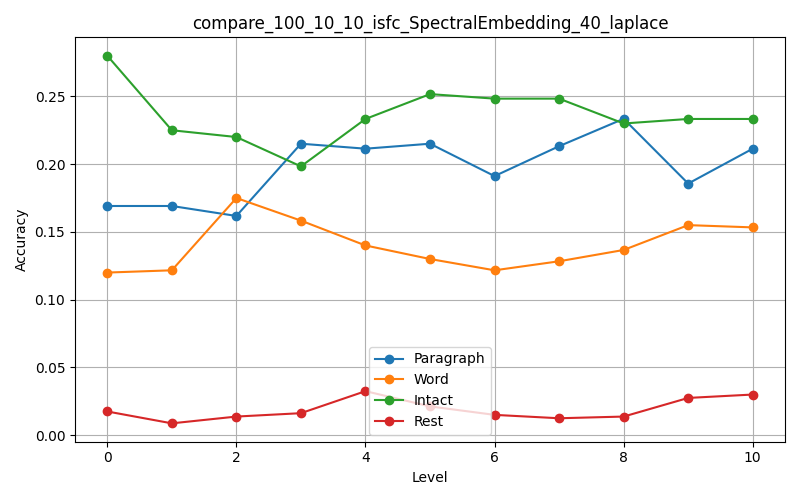 compare_100_10_10_isfc_SpectralEmbedding_40_laplace
Accuracy
0.25
0.20
0.15
0.10
0.05
0.00
Paragraph
Word
Intact
Rest
0 2 4 6 8 10
Level